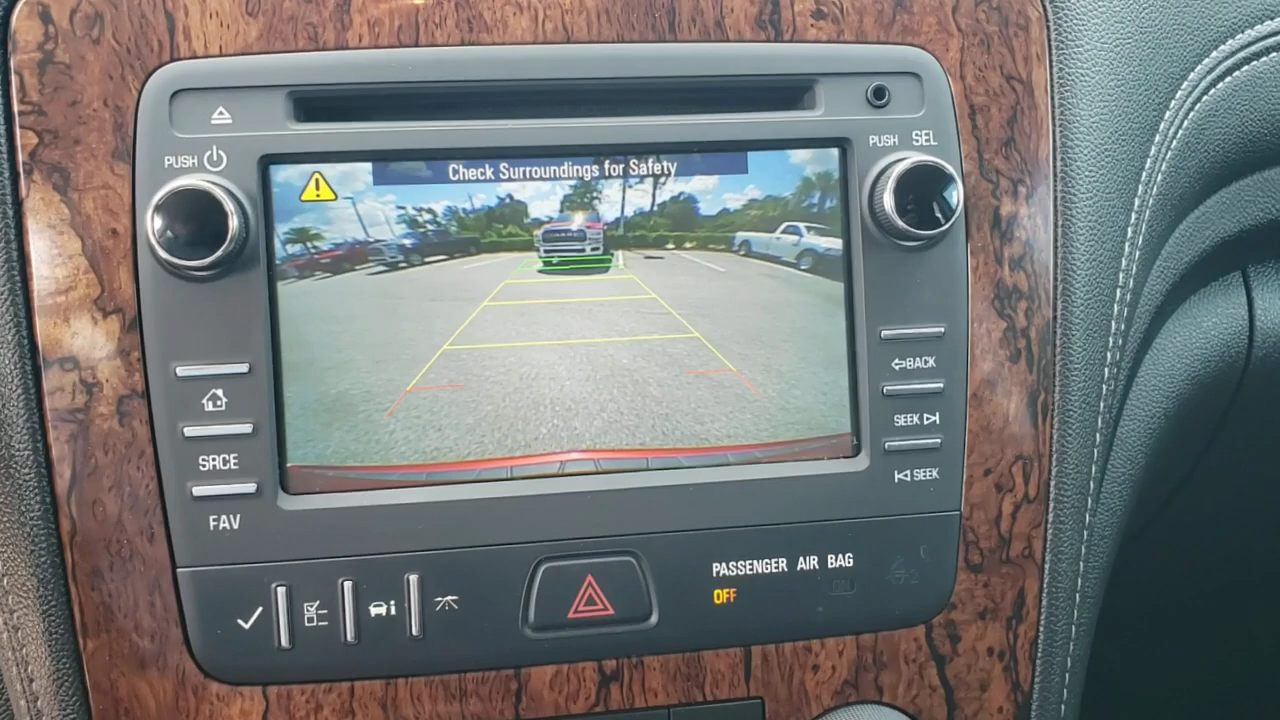 PUSH
PUSH SEL
Check Surroundings for Safety
BACK
SEEK
SRCE
SEEK
FAV
PASSENGER AIR BAG
OFF